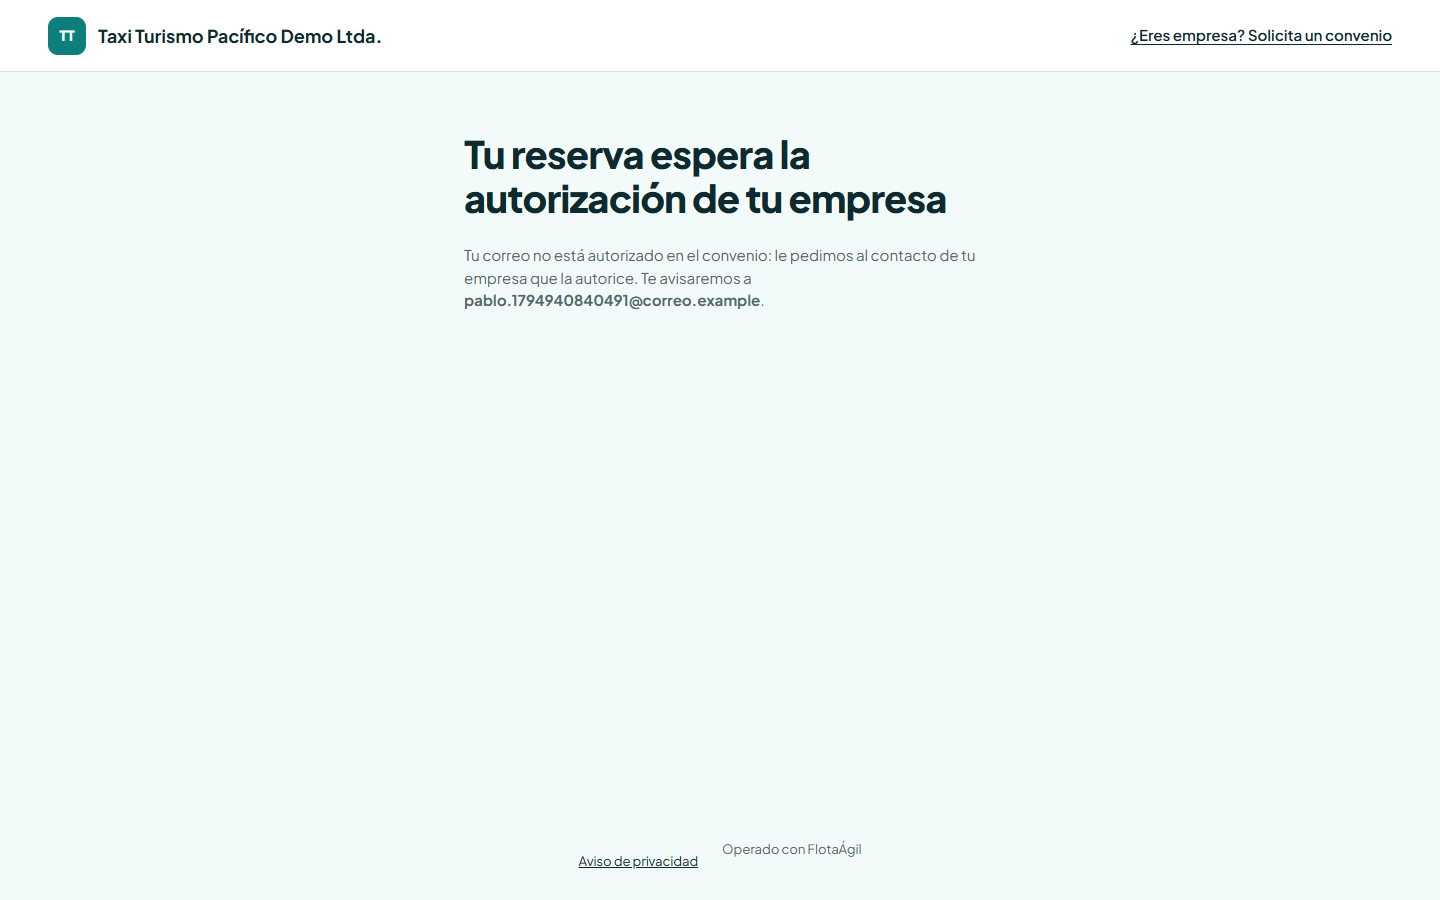 TT
Taxi Turismo Pacífico Demo Ltda.
¿Eres empresa? Solicita un convenio
Tu reserva espera la
autorización de tu empresa
Tu correo no está autorizado en el convenio: le pedimos al contacto de tu
empresa que la autorice. Te avisaremos a
pablo.1794940840491@correo.example.
Aviso de privacidad
Operado con FlotaÁgil